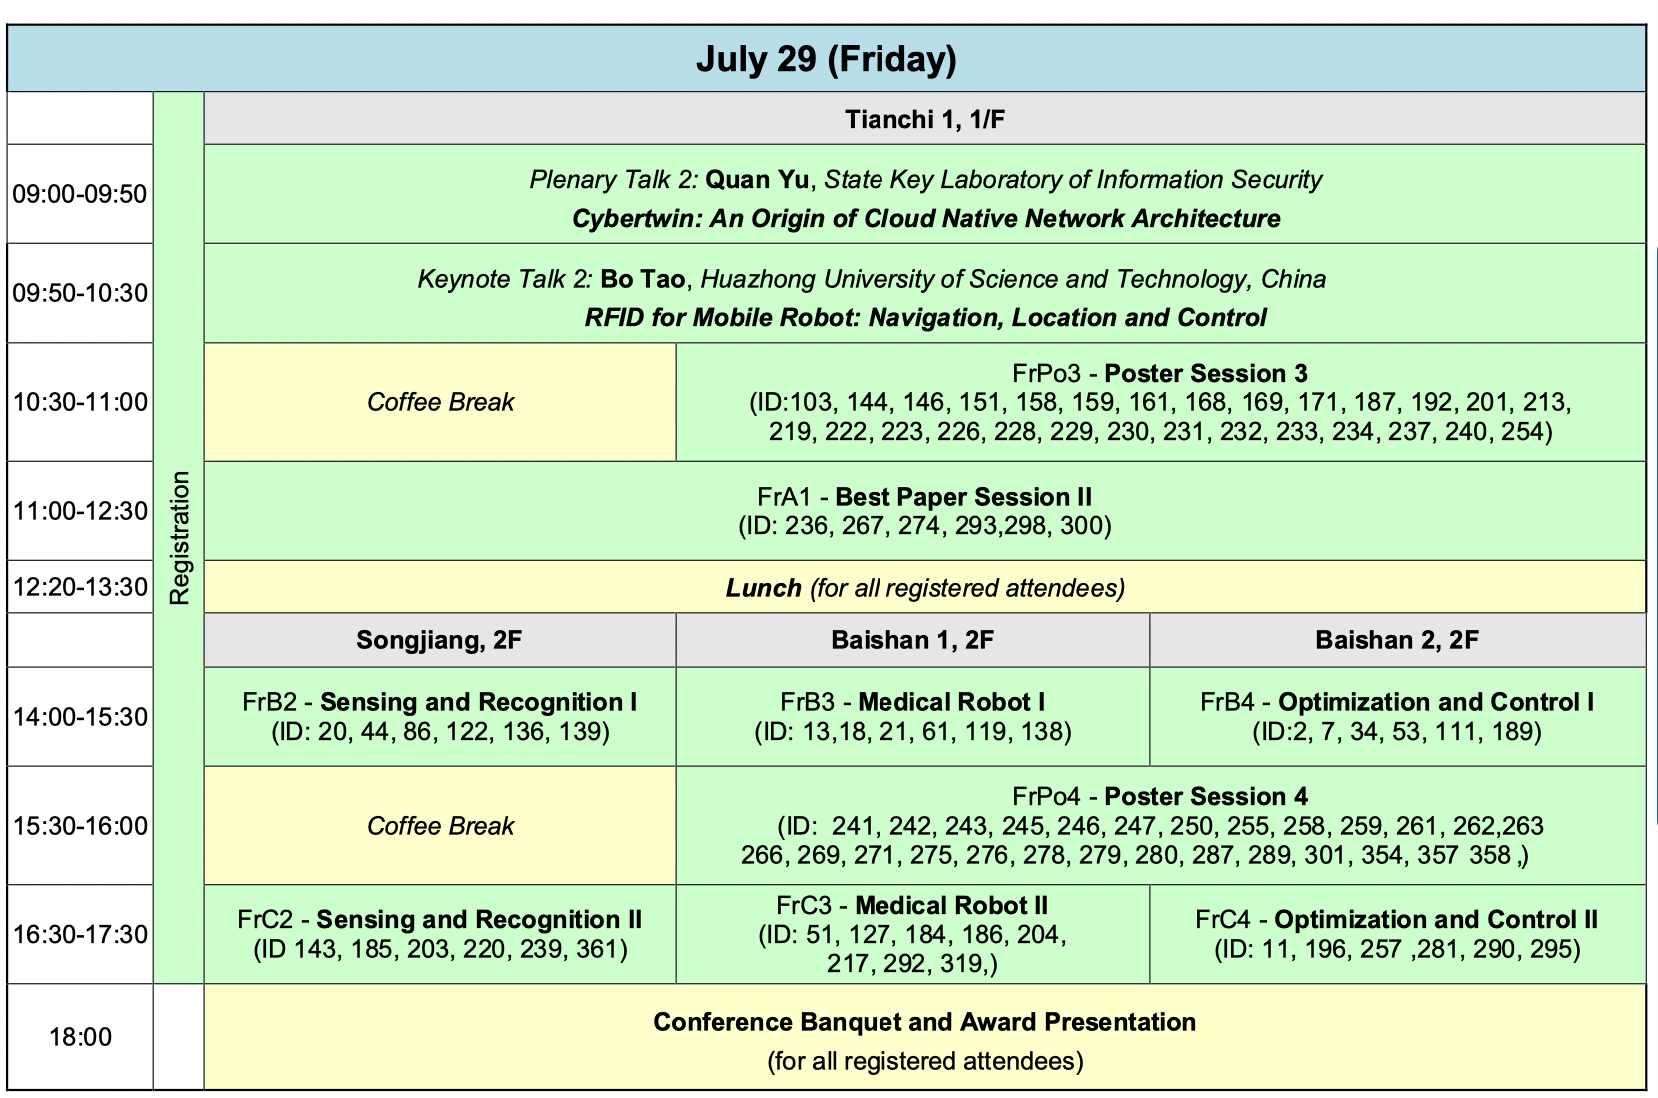 July 29 (Friday)
Registration
Tianchi 1, 1/F
09:00-09:50
Plenary Talk 2: Quan Yu, State Key Laboratory of Information Security
Cybertwin: An Origin of Cloud Native Network Architecture
09:50-10:30
Keynote Talk 2: Bo Tao, Huazhong University of Science and Technology, China
RFID for Mobile Robot: Navigation, Location and Control
10:30-11:00
Coffee Break
FrPo3 - Poster Session 3
(ID:103, 144, 146, 151, 158, 159, 161, 168, 169, 171, 187, 192, 201, 213,
219, 222, 223, 226, 228, 229, 230, 231, 232, 233, 234, 237, 240, 254)
11:00-12:30
FrA1 - Best Paper Session II
(ID: 236, 267, 274, 293,298, 300)
12:20-13:30
Lunch (for all registered attendees)
Songjiang, 2F
Baishan 1, 2F
Baishan 2, 2F
14:00-15:30
FrB2 - Sensing and Recognition I
(ID: 20, 44, 86, 122, 136, 139)
FrB3 - Medical Robot I
(ID: 13,18, 21, 61, 119, 138)
FrB4 - Optimization and Control I
(ID:2, 7, 34, 53, 111, 189)
15:30-16:00
Coffee Break
FrPo4 - Poster Session 4
(ID: 241, 242, 243, 245, 246, 247, 250, 255, 258, 259, 261, 262,263
266, 269, 271, 275, 276, 278, 279, 280, 287, 289, 301, 354, 357 358 ,)
16:30-17:30
FrC2 - Sensing and Recognition II
(ID 143, 185, 203, 220, 239, 361)
FrC3 - Medical Robot II
(ID: 51, 127, 184, 186, 204,
217, 292, 319,)
FrC4 - Optimization and Control II
(ID: 11, 196, 257 ,281, 290, 295)
18:00
Conference Banquet and Award Presentation
(for all registered attendees)